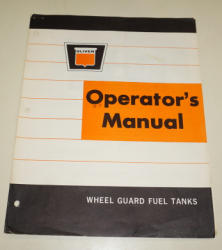 OLIVER
Operator's
Manual
WHEEL GUARD FUEL TANKS